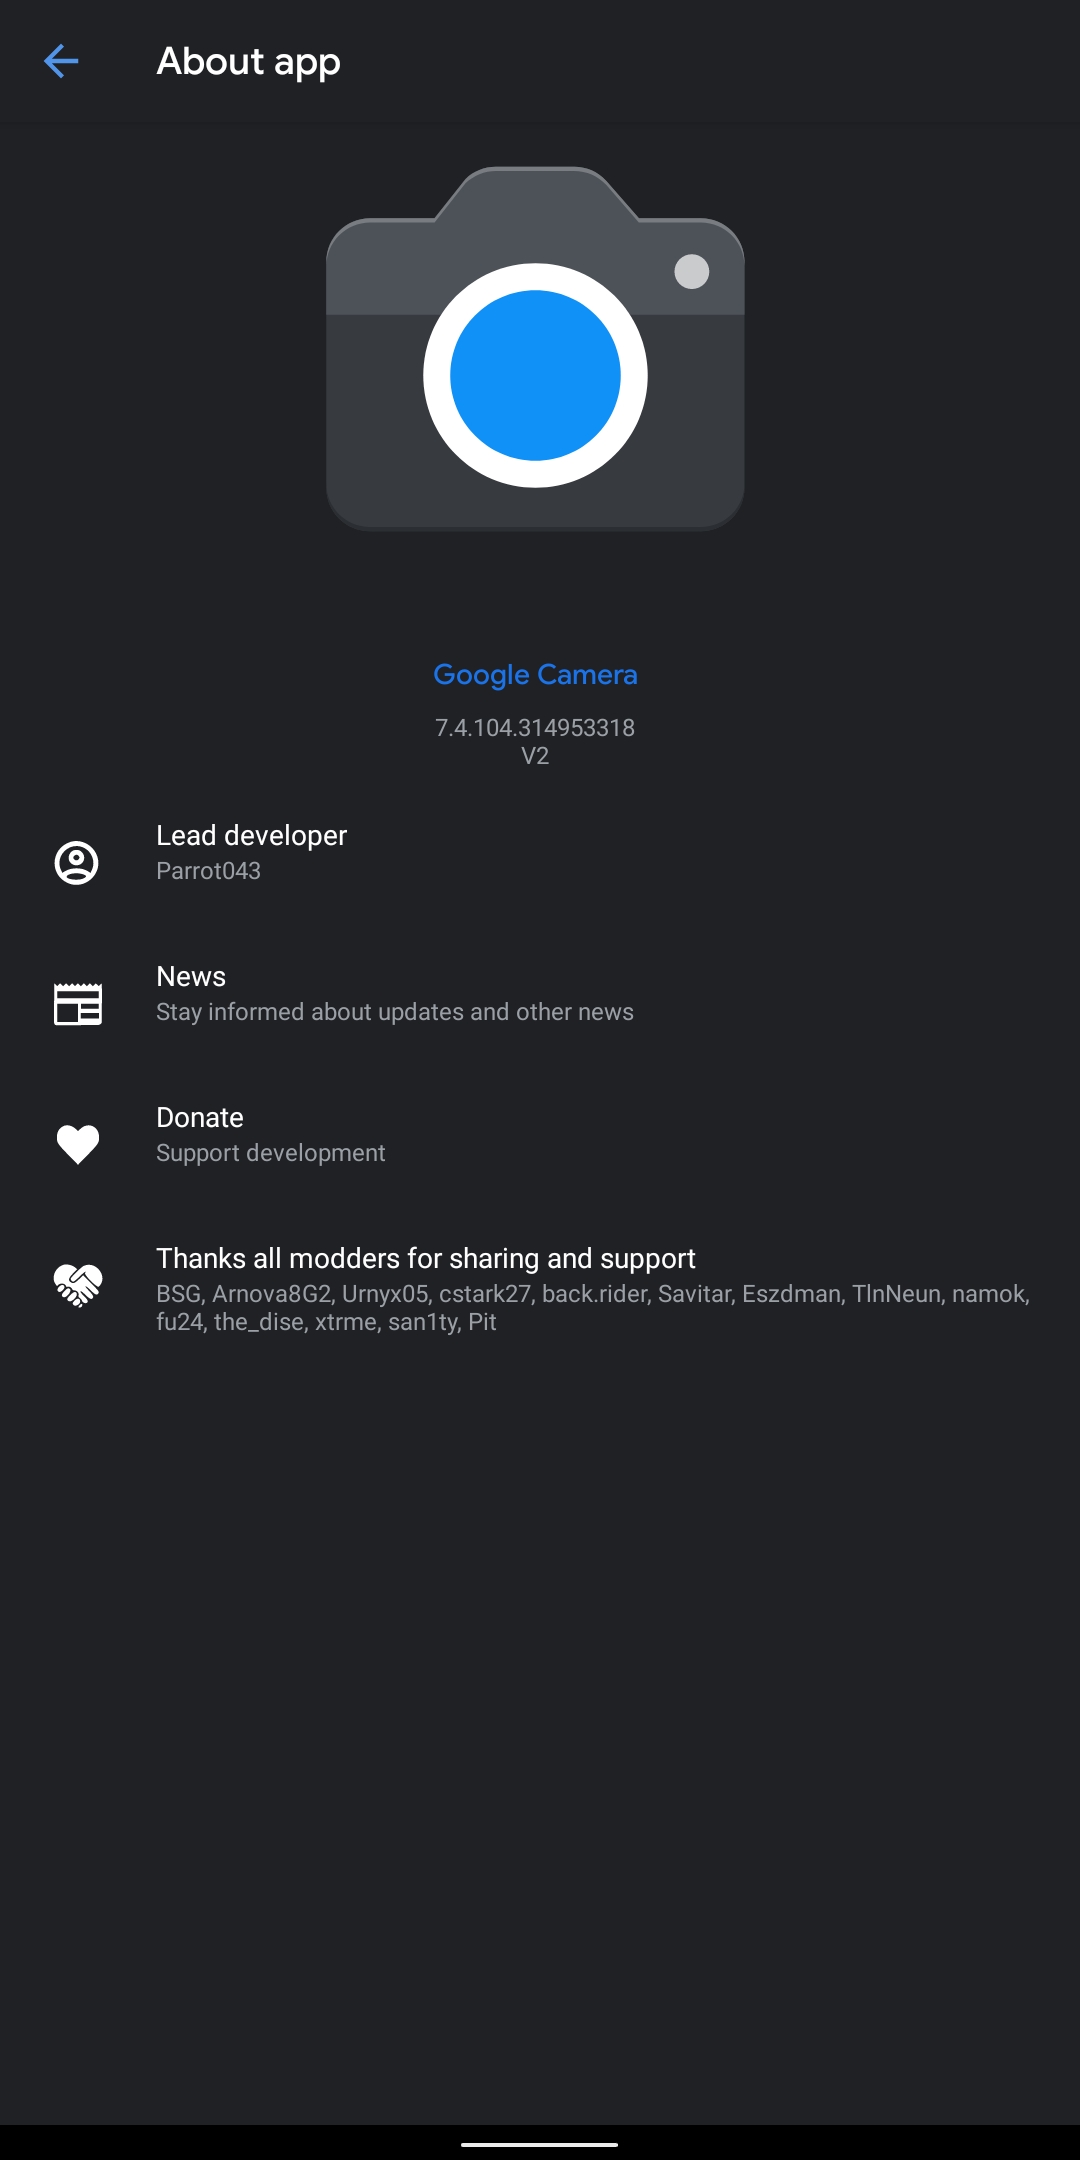 About app
Google Camera
7.4.104.314953318
V2
Lead developer
Parrot043
News
Stay informed about updates and other news
Donate
Support development
Thanks all modders for sharing and support
BSG, Arnova8G2, Urnyx05, cstark27, back.rider, Savitar, Eszdman, TlnNeun, namok,
fu24, the_dise, xtrme, san1ty, Pit